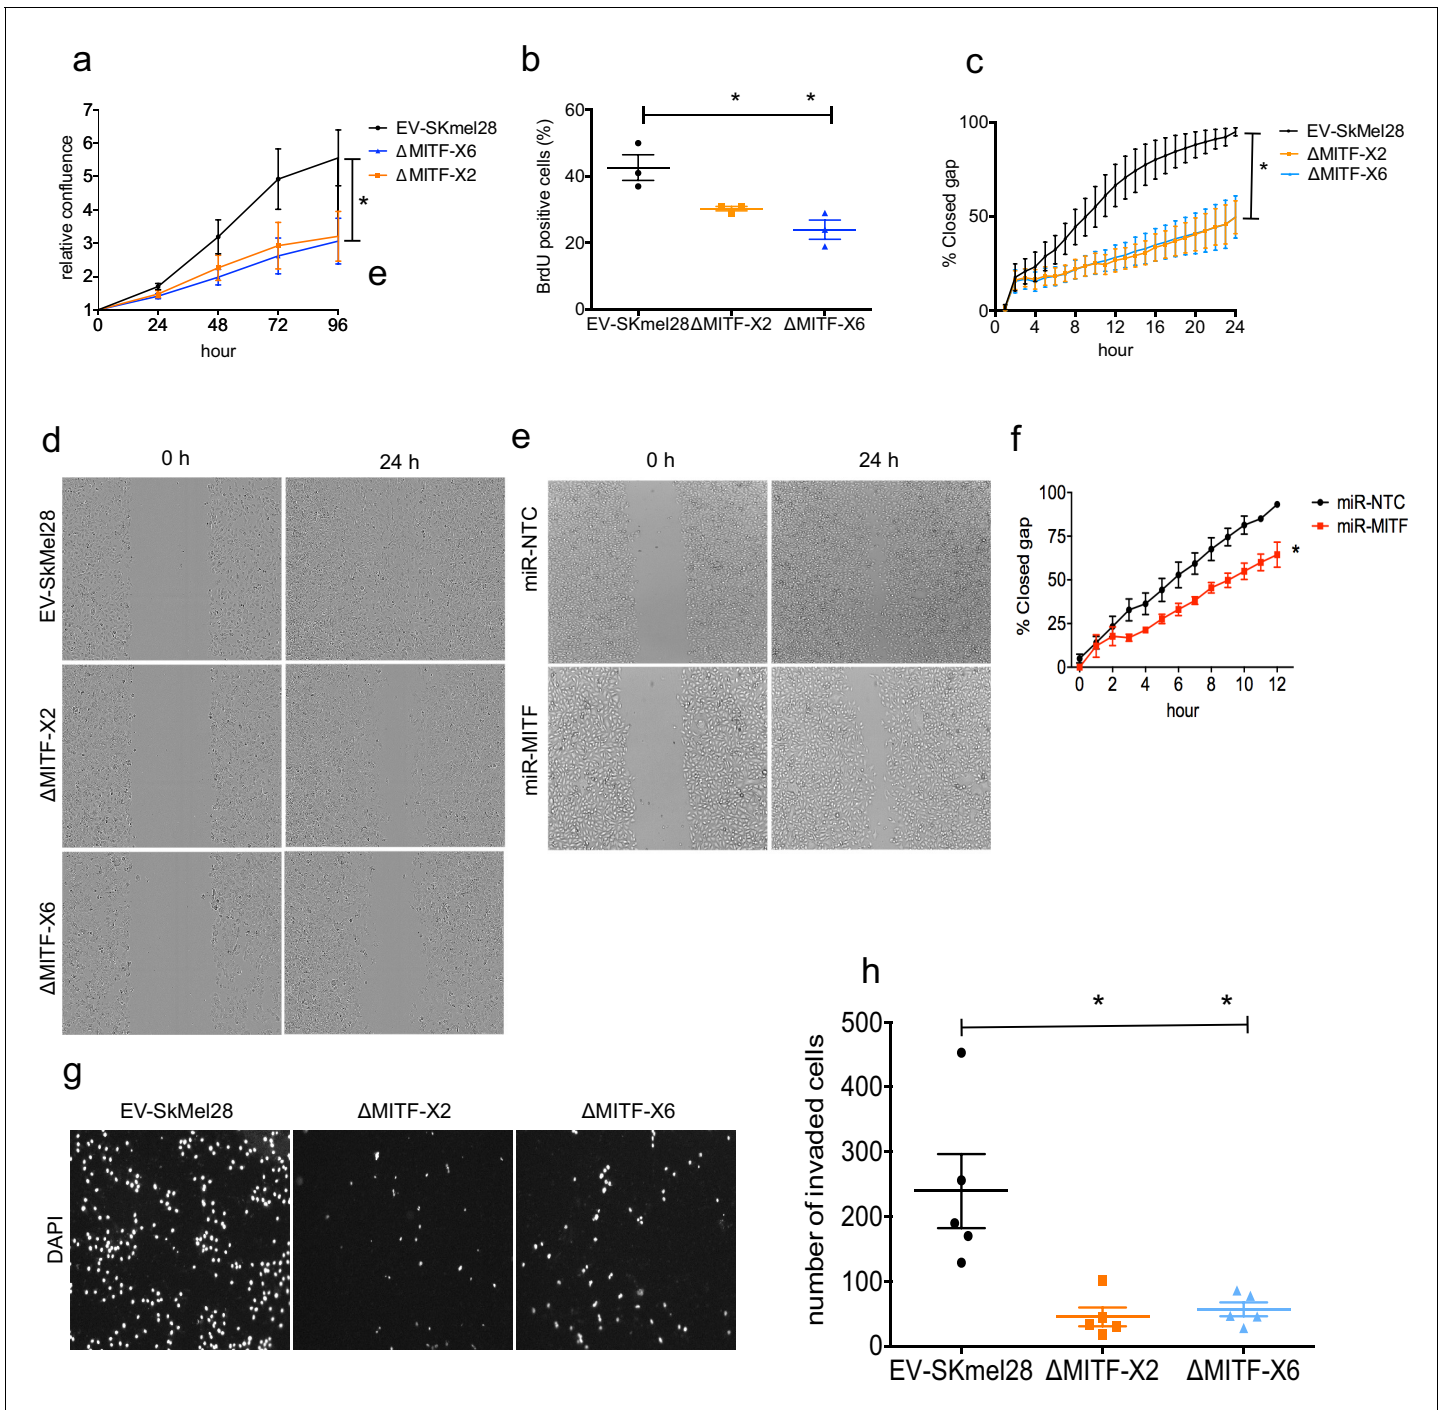 a
7
6
5
4
3
2
1
relative confluence
0 24 48 72 96
hour
EV-SKmel28
ΔMITF-X6
ΔMITF-X2
*
e
b
60
40
20
0
BrdU positive cells (%)
* *
EV-SKmel28 ΔMITF-X2 ΔMITF-X6
c
100
50
0
% Closed gap
0 4 8 12 16 20 24
hour
EV-SkMel28
ΔMITF-X2
ΔMITF-X6
*
d
0 h 24 h
EV-SkMel28
ΔMITF-X2
ΔMITF-X6
e
0 h 24 h
miR-NTC
miR-MITF
f
100
75
50
25
0
% Closed gap
0 2 4 6 8 10 12
hour
miR-NTC
miR-MITF
*
g
EV-SkMel28 ΔMITF-X2 ΔMITF-X6
DAPI
h
* *
500
400
300
200
100
0
number of invaded cells
EV-SKmel28 ΔMITF-X2 ΔMITF-X6